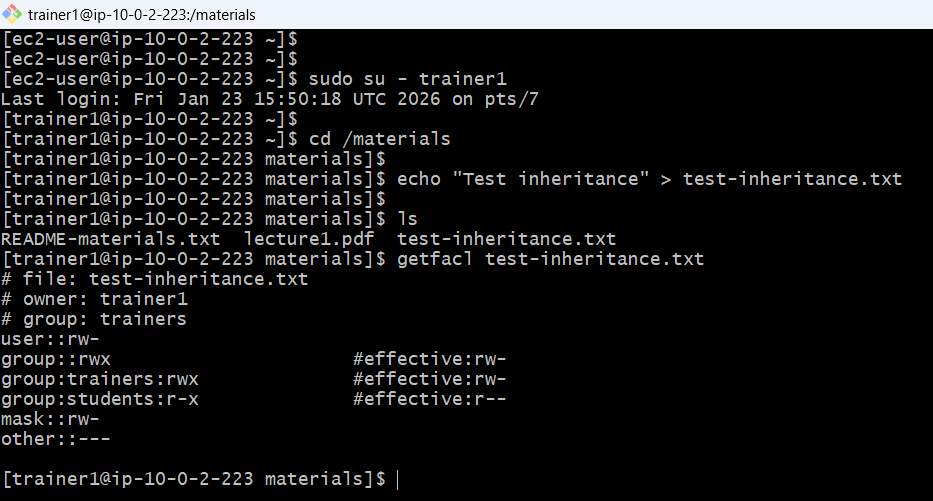 trainer1@ip-10-0-2-223:/materials
[ec2-user@ip-10-0-2-223 ~]$
[ec2-user@ip-10-0-2-223 ~]$
[ec2-user@ip-10-0-2-223 ~]$ sudo su - trainer1
Last login: Fri Jan 23 15:50:18 UTC 2026 on pts/7
[trainer1@ip-10-0-2-223 ~]$
[trainer1@ip-10-0-2-223 ~]$ cd /materials
[trainer1@ip-10-0-2-223 materials]$
[trainer1@ip-10-0-2-223 materials]$ echo "Test inheritance" > test-inheritance.txt
[trainer1@ip-10-0-2-223 materials]$
[trainer1@ip-10-0-2-223 materials]$ ls
README-materials.txt  lecture1.pdf  test-inheritance.txt
[trainer1@ip-10-0-2-223 materials]$ getfacl test-inheritance.txt
# file: test-inheritance.txt
# owner: trainer1
# group: trainers
user::rw-
group::rwx                     #effective:rw-
group:trainers:rwx             #effective:rw-
group:students:r-x             #effective:r--
mask::rw-
other::---
[trainer1@ip-10-0-2-223 materials]$